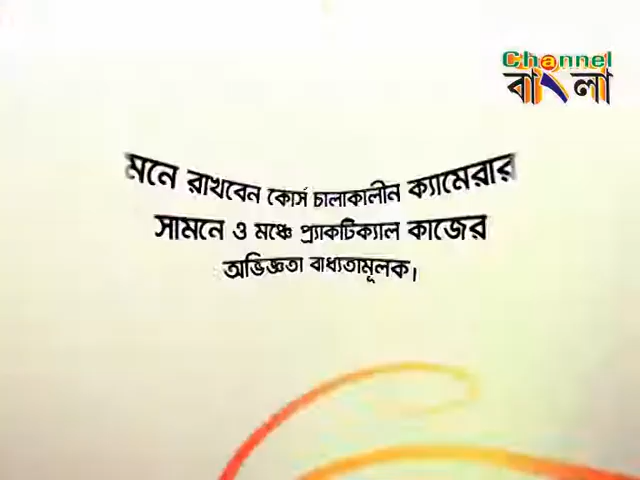 Channel
বাংলা
মনে রাখবেন কোর্স চালাকালীন ক্যামেরার
সামনে ও মঞ্চে প্র্যাকটিক্যাল কাজের
অভিজ্ঞতা বাধ্যতামূলক।